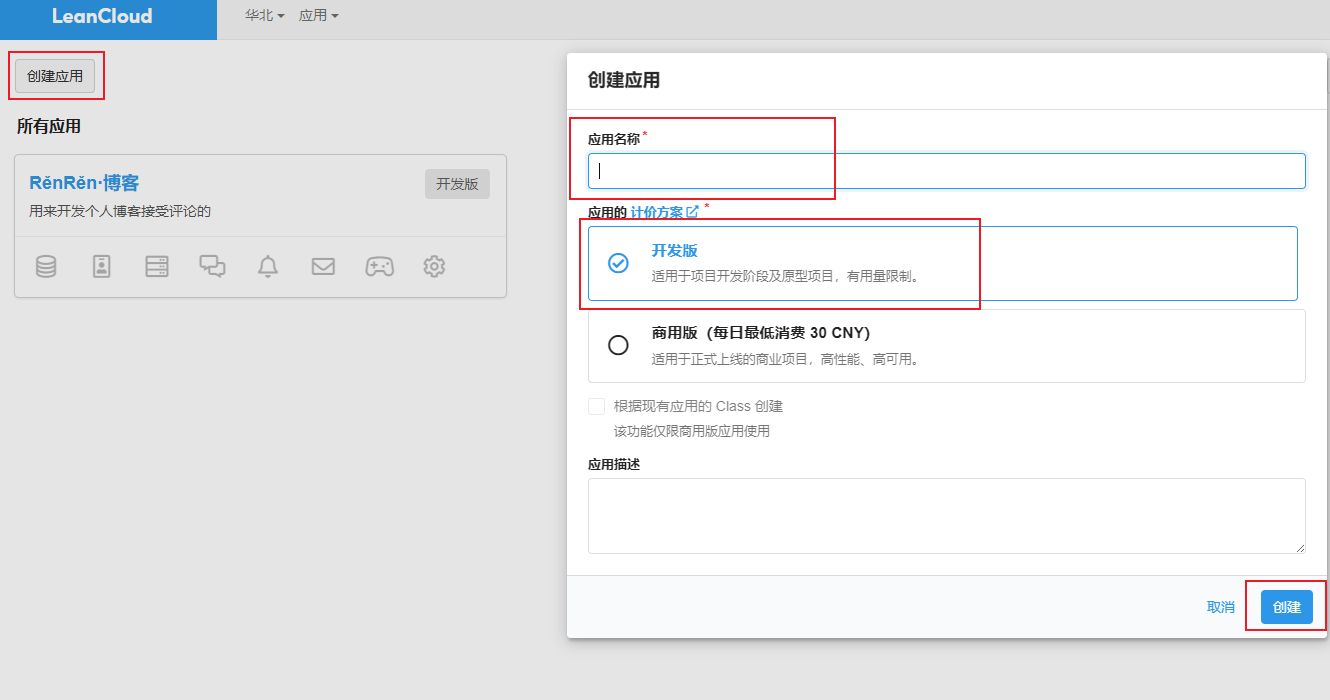 LeanCloud
华北
应用
创建应用
所有应用
RěnRěn·博客
开发版
用来开发个人博客接受评论的
创建应用
应用名称*
应用的 计价方案 *
开发版
适用于项目开发阶段及原型项目，有用量限制。
商用版（每日最低消费 30 CNY）
适用于正式上线的商业项目，高性能、高可用。
根据现有应用的 Class 创建
该功能仅限商用版应用使用
应用描述
取消
创建